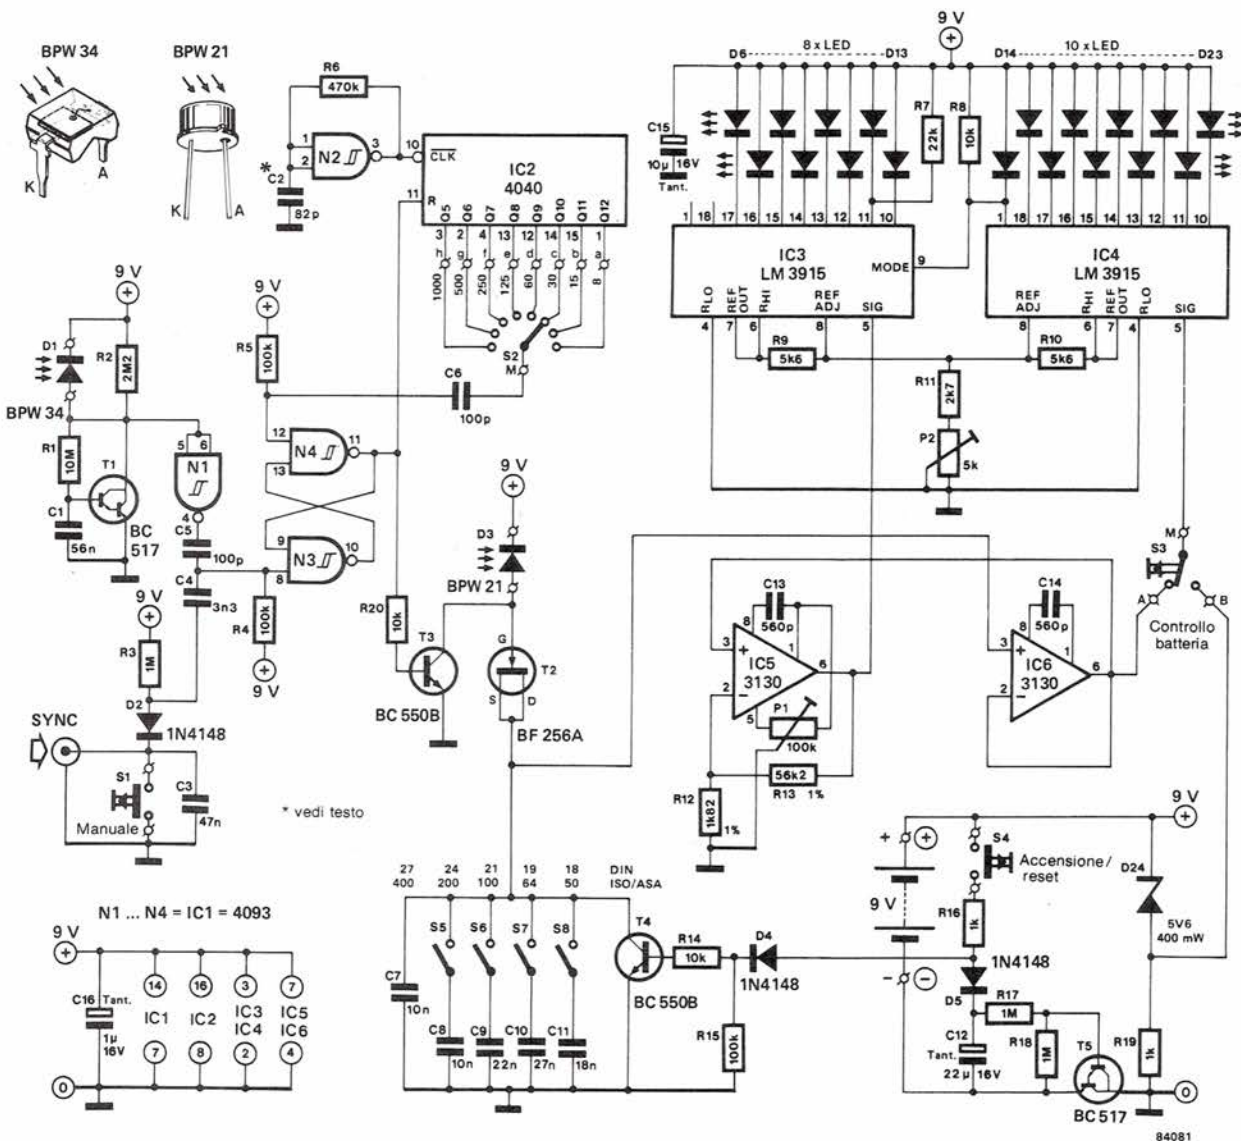 BPW 34
BPW 21
K
A
K
A
R6
470k
1
2
N2
3
* C2
82p
10
CLK
11
R
IC2
4040
Q5 Q6 Q7 Q8 Q9 Q10 Q11 Q12
3 2 4 13 12 14 15 1
h g f e d c b a
1000 500 250 125 60 30 15 8
S2
M
9 V
D6 8 x LED D13
D14 10 x LED D23
C15
10µ 16V
Tant.
R7
22k
R8
10k
1 18 17 16 15 14 13 12 11 10
1 18 17 16 15 14 13 12 11 10
IC3
LM 3915
MODE
9
IC4
LM 3915
RLO
REF OUT
RHI
REF ADJ
SIG
4 7 6 8 5
REF ADJ
RHI
REF OUT
RLO
SIG
8 6 7 4 5
R9
5k6
R10
5k6
R11
2k7
P2
5k
9 V
D1
BPW 34
R2
2M2
R1
10M
T1
BC 517
C1
56n
5 6
N1
4
C5
100p
C4
3n3
9 V
R5
100k
C6
100p
12
13
N4
11
9
8
N3
10
R4
100k
9 V
9 V
R3
1M
D2
1N4148
SYNC
S1
Manuale
C3
47n
R20
10k
T3
BC 550B
9 V
D3
BPW 21
G
S
D
T2
BF 256A
* vedi testo
3
2
8
1
5
6
C13
560p
IC5
3130
P1
100k
56k2
R13 1%
R12
1k82
1%
C14
560p
3
2
8
1
6
IC6
3130
M
S3
A
B
Controllo
batteria
N1 ... N4 = IC1 = 4093
9 V
C16 Tant.
1µ
16V
14
IC1
7
16
IC2
8
3
IC3
IC4
2
7
IC5
IC6
4
0
27 24 21 19 18 DIN
400 200 100 64 50 ISO/ASA
S5 S6 S7 S8
C7
10n
C8
10n
C9
22n
C10
27n
C11
18n
T4
BC 550B
R14
10k
D4
1N4148
R15
100k
9 V
S4
Accensione/
reset
9 V
R16
1k
1N4148
D5
C12
Tant.
22µ 16V
R17
1M
R18
1M
T5
BC 517
D24
5V6
400 mW
R19
1k
0
84081